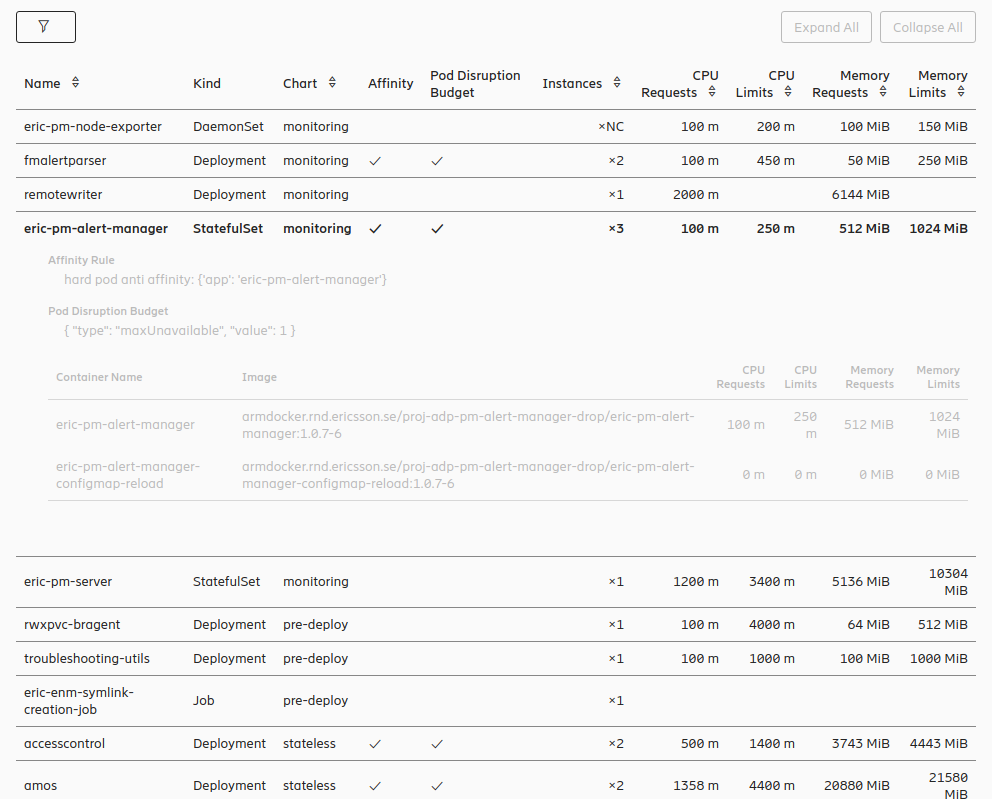 Expand All Collapse All
Name Kind Chart Affinity Pod Disruption Budget Instances CPU Requests CPU Limits Memory Requests Memory Limits
eric-pm-node-exporter DaemonSet monitoring ×NC 100 m 200 m 100 MiB 150 MiB
fmalertparser Deployment monitoring ✓ ✓ ×2 100 m 450 m 50 MiB 250 MiB
remotewriter Deployment monitoring ×1 2000 m 6144 MiB
eric-pm-alert-manager StatefulSet monitoring ✓ ✓ ×3 100 m 250 m 512 MiB 1024 MiB
Affinity Rule
hard pod anti affinity: {'app': 'eric-pm-alert-manager'}
Pod Disruption Budget
{ "type": "maxUnavailable", "value": 1 }
Container Name Image CPU Requests CPU Limits Memory Requests Memory Limits
eric-pm-alert-manager armdocker.rnd.ericsson.se/proj-adp-pm-alert-manager-drop/eric-pm-alert-manager:1.0.7-6 100 m 250 m 512 MiB 1024 MiB
eric-pm-alert-manager-configmap-reload armdocker.rnd.ericsson.se/proj-adp-pm-alert-manager-drop/eric-pm-alert-manager-configmap-reload:1.0.7-6 0 m 0 m 0 MiB 0 MiB
eric-pm-server StatefulSet monitoring ×1 1200 m 3400 m 5136 MiB 10304 MiB
rwxpvc-bragent Deployment pre-deploy ×1 100 m 4000 m 64 MiB 512 MiB
troubleshooting-utils Deployment pre-deploy ×1 100 m 1000 m 100 MiB 1000 MiB
eric-enm-symlink-creation-job Job pre-deploy ×1
accesscontrol Deployment stateless ✓ ✓ ×2 500 m 1400 m 3743 MiB 4443 MiB
amos Deployment stateless ✓ ✓ ×2 1358 m 4400 m 20880 MiB 21580 MiB